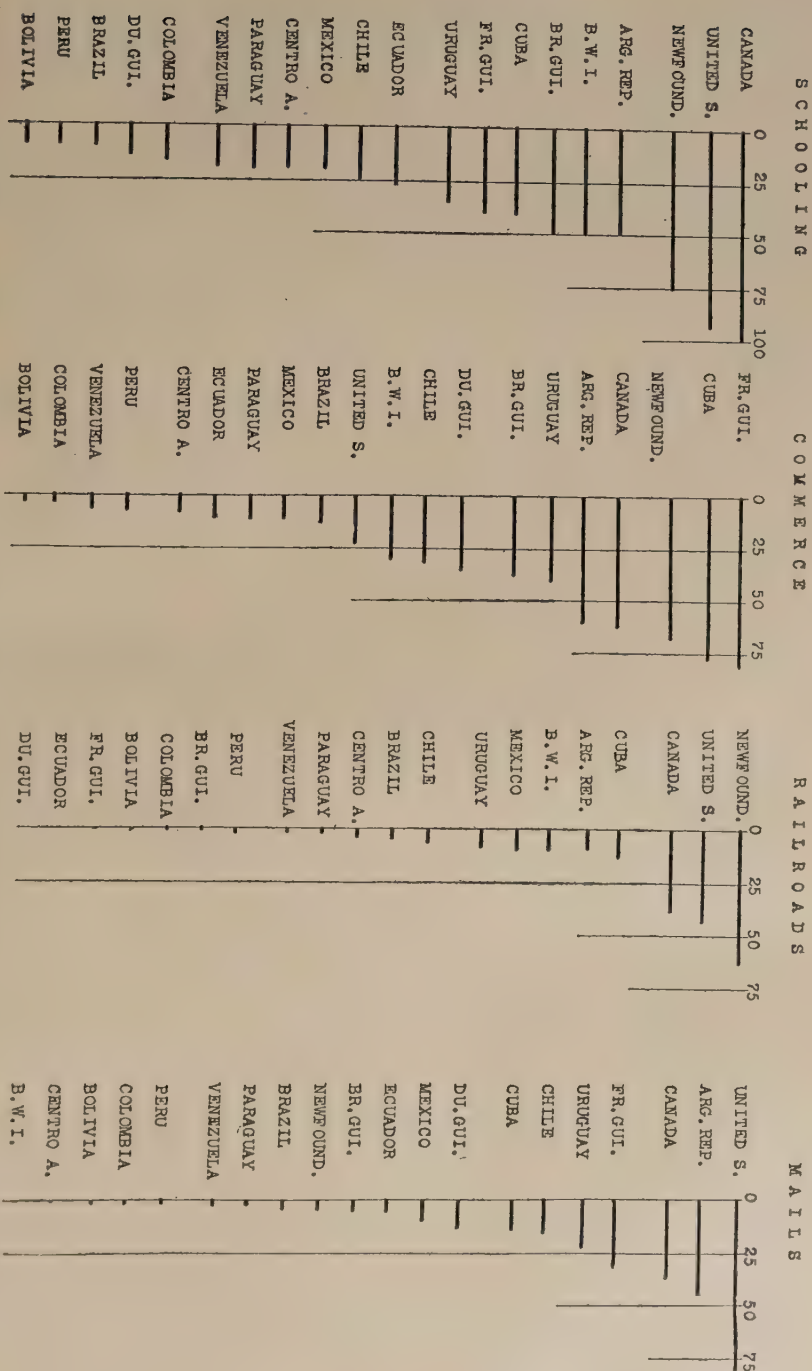 SCHOOLING
0 25 50 75 100
CANADA
UNITED S.
NEWFOUND.
ARG.REP.
B.W.I.
BR.GUI.
CUBA
FR.GUI.
URUGUAY
ECUADOR
CHILE
MEXICO
CENTRO A.
PARAGUAY
VENEZUELA
COLOMBIA
DU.GUI.
BRAZIL
PERU
BOLIVIA
COMMERCE
0 25 50 75
FR.GUI.
CUBA
NEWFOUND.
CANADA
ARG.REP.
URUGUAY
BR.GUI.
DU.GUI.
CHILE
B.W.I.
UNITED S.
BRAZIL
MEXICO
PARAGUAY
ECUADOR
CENTRO A.
PERU
VENEZUELA
COLOMBIA
BOLIVIA
RAILROADS
0 25 50 75
NEWFOUND.
UNITED S.
CANADA
CUBA
ARG.REP.
B.W.I.
MEXICO
URUGUAY
CHILE
BRAZIL
CENTRO A.
PARAGUAY
VENEZUELA
PERU
BR.GUI.
COLOMBIA
BOLIVIA
FR.GUI.
ECUADOR
DU.GUI.
MAILS
0 25 50 75
UNITED S.
ARG.REP.
CANADA
FR.GUI.
URUGUAY
CHILE
CUBA
DU.GUI.
MEXICO
ECUADOR
BR.GUI.
NEWFOUND.
BRAZIL
PARAGUAY
VENEZUELA
PERU
COLOMBIA
BOLIVIA
CENTRO A.
B.W.I.